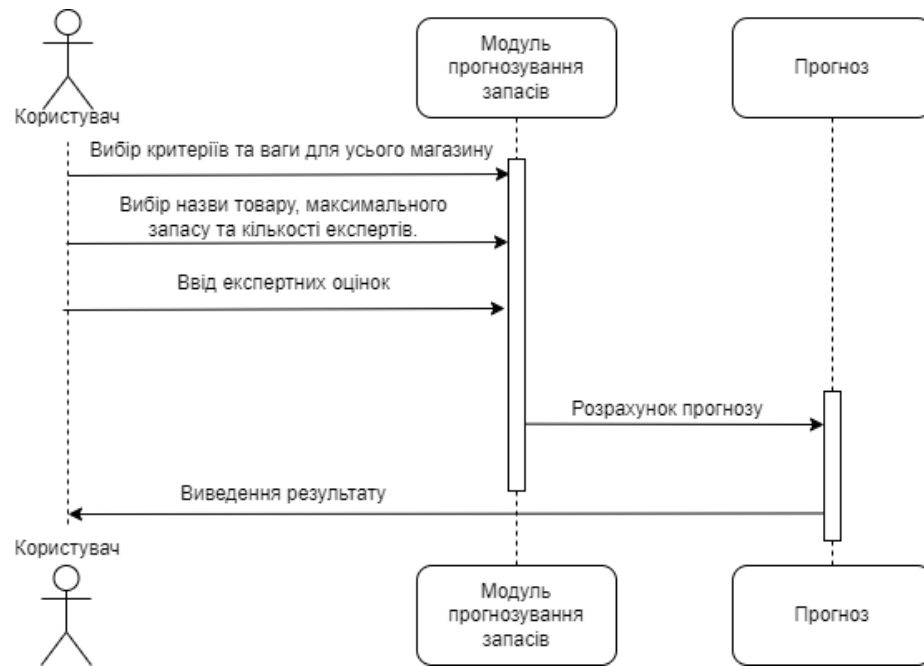 Модуль
прогнозування
запасів
Прогноз
Користувач
Вибір критеріїв та ваги для усього магазину
Вибір назви товару, максимального
запасу та кількості експертів.
Ввід експертних оцінок
Розрахунок прогнозу
Виведення результату
Користувач
Модуль
прогнозування
запасів
Прогноз